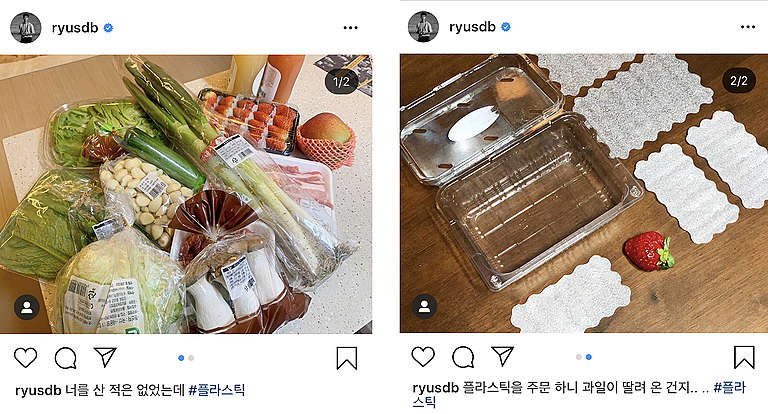 ryusdb
1/2
ryusdb 너를 산 적은 없었는데 #플라스틱
ryusdb
2/2
ryusdb 플라스틱을 주문 하니 과일이 딸려 온 건지.. .. #플라
스틱